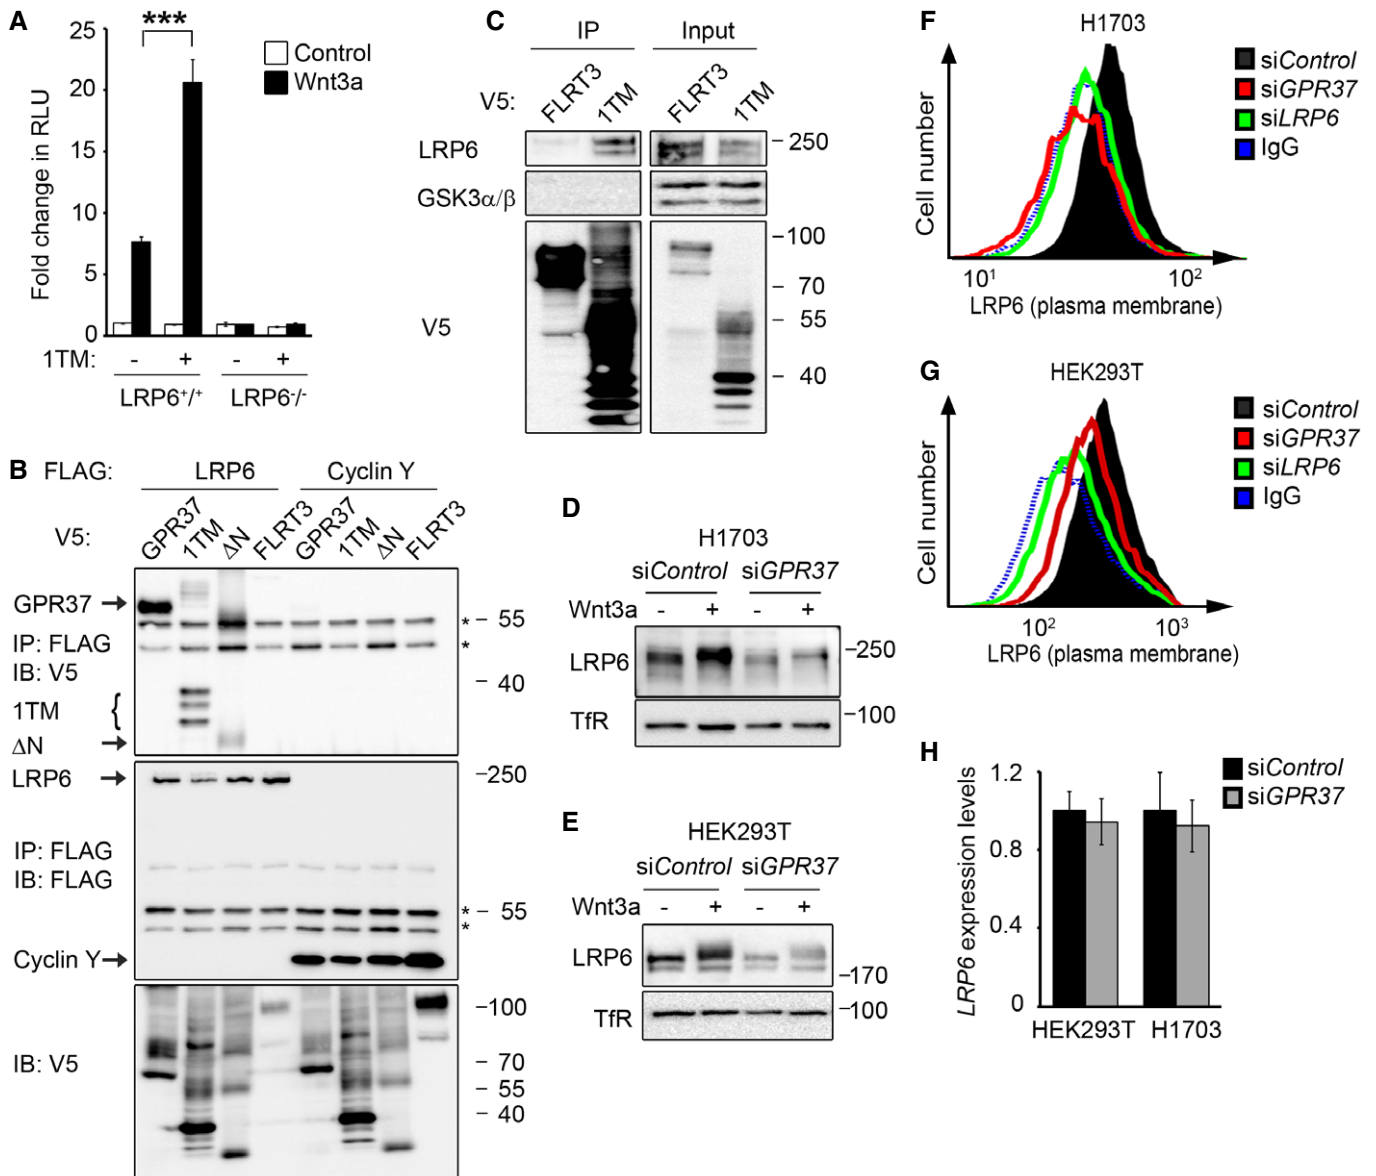 A
Fold change in RLU
25
20
15
10
5
0
***
Control
Wnt3a
1TM: - + - +
LRP6+/+ LRP6-/-
B
FLAG: LRP6 Cyclin Y
V5: GPR37 1TM ΔN FLRT3 GPR37 1TM ΔN FLRT3
GPR37
IP: FLAG
IB: V5
1TM {
ΔN
* - 55
*
- 40
LRP6
-250
IP: FLAG
IB: FLAG
* - 55
*
Cyclin Y
IB: V5
-100
- 70
- 55
- 40
C
IP Input
V5: FLRT3 1TM FLRT3 1TM
LRP6 - 250
GSK3α/β
V5
- 100
- 70
- 55
- 40
D
H1703
siControl siGPR37
Wnt3a - + - +
LRP6 -250
TfR -100
E
HEK293T
siControl siGPR37
Wnt3a - + - +
LRP6 -170
TfR -100
F
H1703
Cell number
siControl
siGPR37
siLRP6
IgG
10¹ 10²
LRP6 (plasma membrane)
G
HEK293T
Cell number
siControl
siGPR37
siLRP6
IgG
10² 10³
LRP6 (plasma membrane)
H
LRP6 expression levels
1.2
0.8
0.4
0
siControl
siGPR37
HEK293T H1703